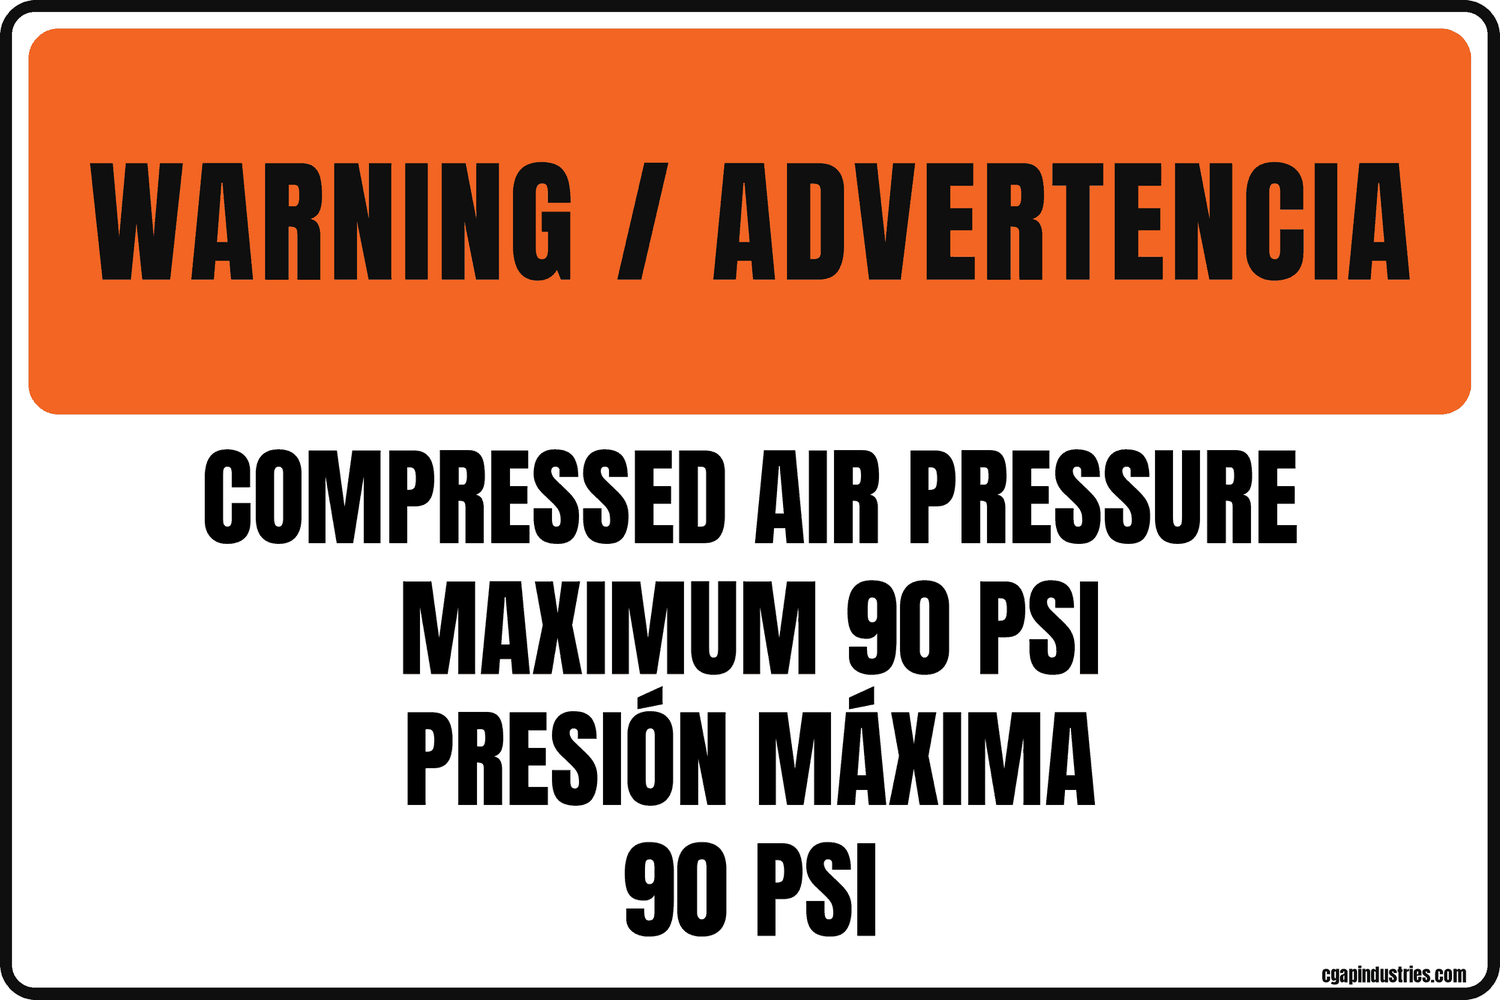 WARNING / ADVERTENCIA
COMPRESSED AIR PRESSURE
MAXIMUM 90 PSI
PRESIÓN MÁXIMA
90 PSI
cgapindustries.com